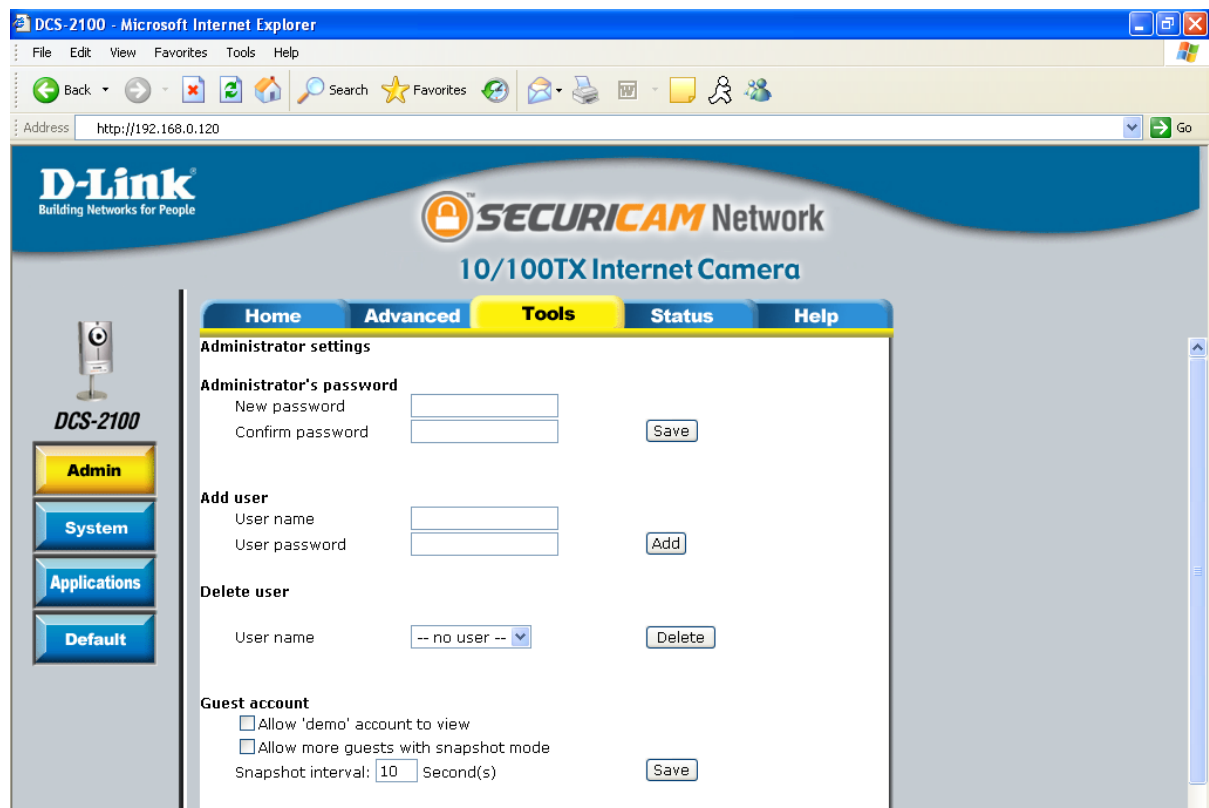 DCS-2100 - Microsoft Internet Explorer
File Edit View Favorites Tools Help
Back Search Favorites
Address http://192.168.0.120 Go
D-Link®
Building Networks for People
SECURICAM Network
™
10/100TX Internet Camera
Home Advanced Tools Status Help
DCS-2100
Admin
System
Applications
Default
Administrator settings
Administrator's password
New password
Confirm password Save
Add user
User name
User password Add
Delete user
User name -- no user -- Delete
Guest account
Allow 'demo' account to view
Allow more guests with snapshot mode
Snapshot interval: 10 Second(s) Save